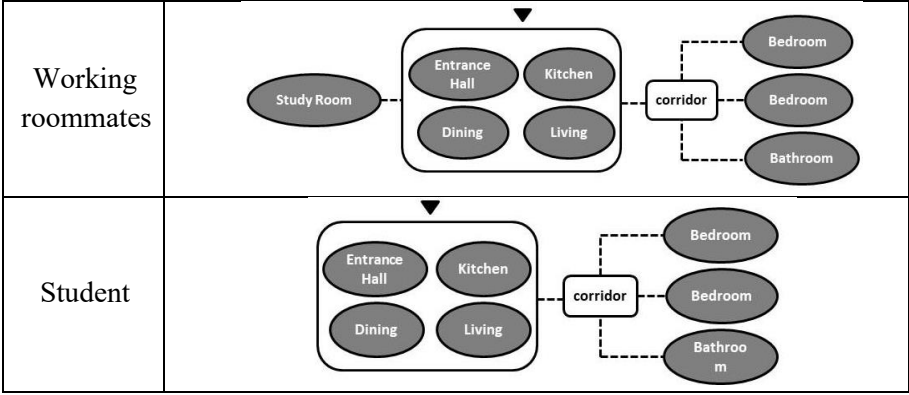 Working
roommates
Study Room
Entrance
Hall
Kitchen
Dining
Living
corridor
Bedroom
Bedroom
Bathroom
Student
Entrance
Hall
Kitchen
Dining
Living
corridor
Bedroom
Bedroom
Bathroo
m